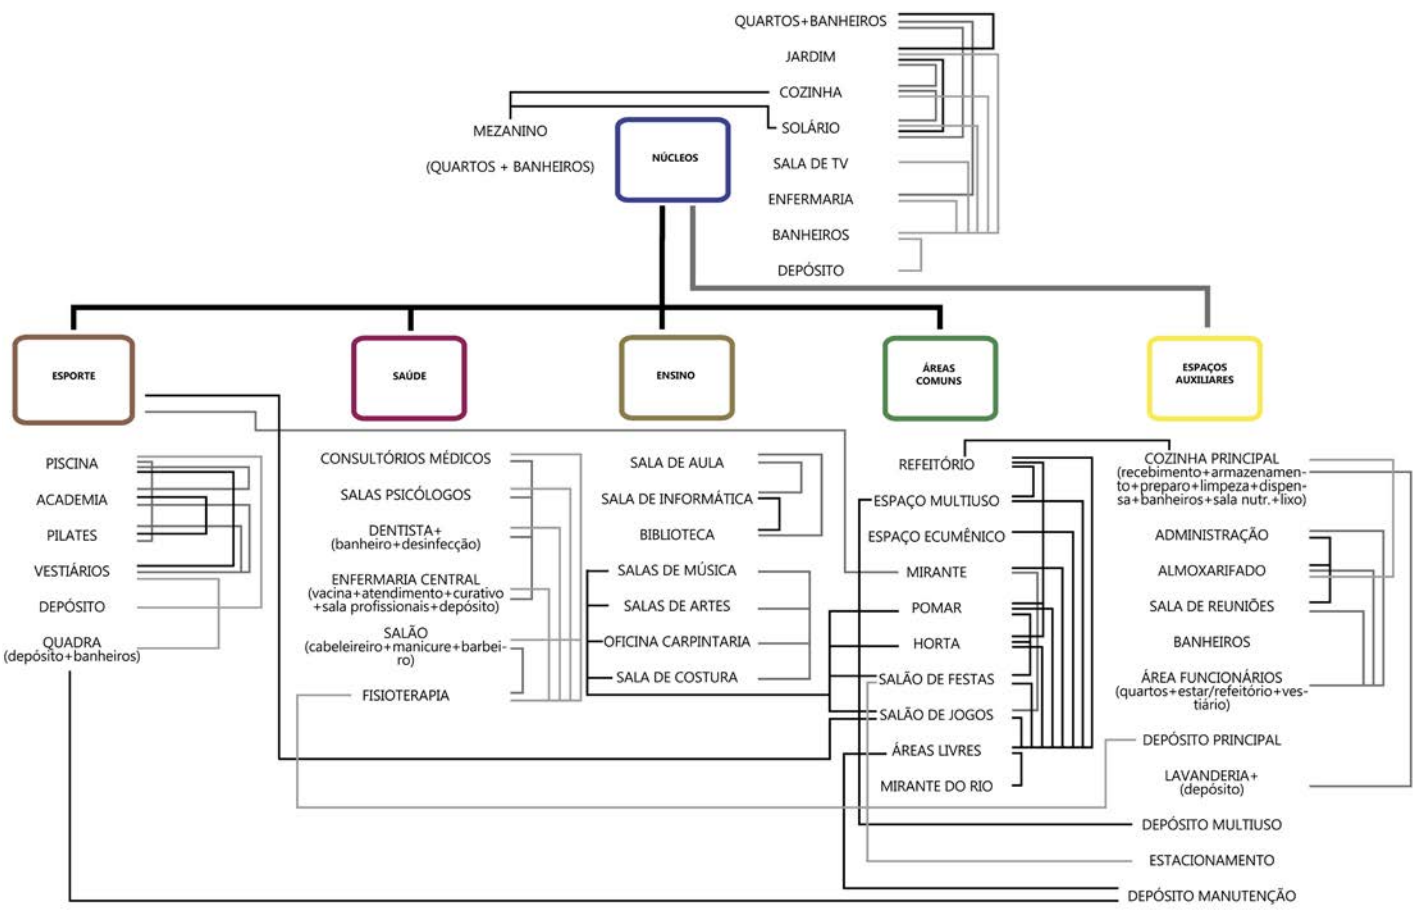 QUARTOS+BANHEIROS
JARDIM
COZINHA
SOLÁRIO
SALA DE TV
ENFERMARIA
BANHEIROS
DEPÓSITO
MEZANINO
(QUARTOS + BANHEIROS)
NÚCLEOS
ESPORTE
SAÚDE
ENSINO
ÁREAS
COMUNS
ESPAÇOS
AUXILIARES
PISCINA
ACADEMIA
PILATES
VESTIÁRIOS
DEPÓSITO
QUADRA
(depósito+banheiros)
CONSULTÓRIOS MÉDICOS
SALAS PSICÓLOGOS
DENTISTA+
(banheiro+desinfecção)
ENFERMARIA CENTRAL
(vacina+atendimento+curativo
+sala profissionais+depósito)
SALÃO
(cabeleireiro+manicure+barbei-
ro)
FISIOTERAPIA
SALA DE AULA
SALA DE INFORMÁTICA
BIBLIOTECA
SALAS DE MÚSICA
SALAS DE ARTES
OFICINA CARPINTARIA
SALA DE COSTURA
REFEITÓRIO
ESPAÇO MULTIUSO
ESPAÇO ECUMÊNICO
MIRANTE
POMAR
HORTA
SALÃO DE FESTAS
SALÃO DE JOGOS
ÁREAS LIVRES
MIRANTE DO RIO
COZINHA PRINCIPAL
(recebimento+armazenamen-
to+preparo+limpeza+dispen-
sa+banheiros+sala nutr.+lixo)
ADMINISTRAÇÃO
ALMOXARIFADO
SALA DE REUNIÕES
BANHEIROS
ÁREA FUNCIONÁRIOS
(quartos+estar/refeitório+ves-
tiário)
DEPÓSITO PRINCIPAL
LAVANDERIA+
(depósito)
DEPÓSITO MULTIUSO
ESTACIONAMENTO
DEPÓSITO MANUTENÇÃO